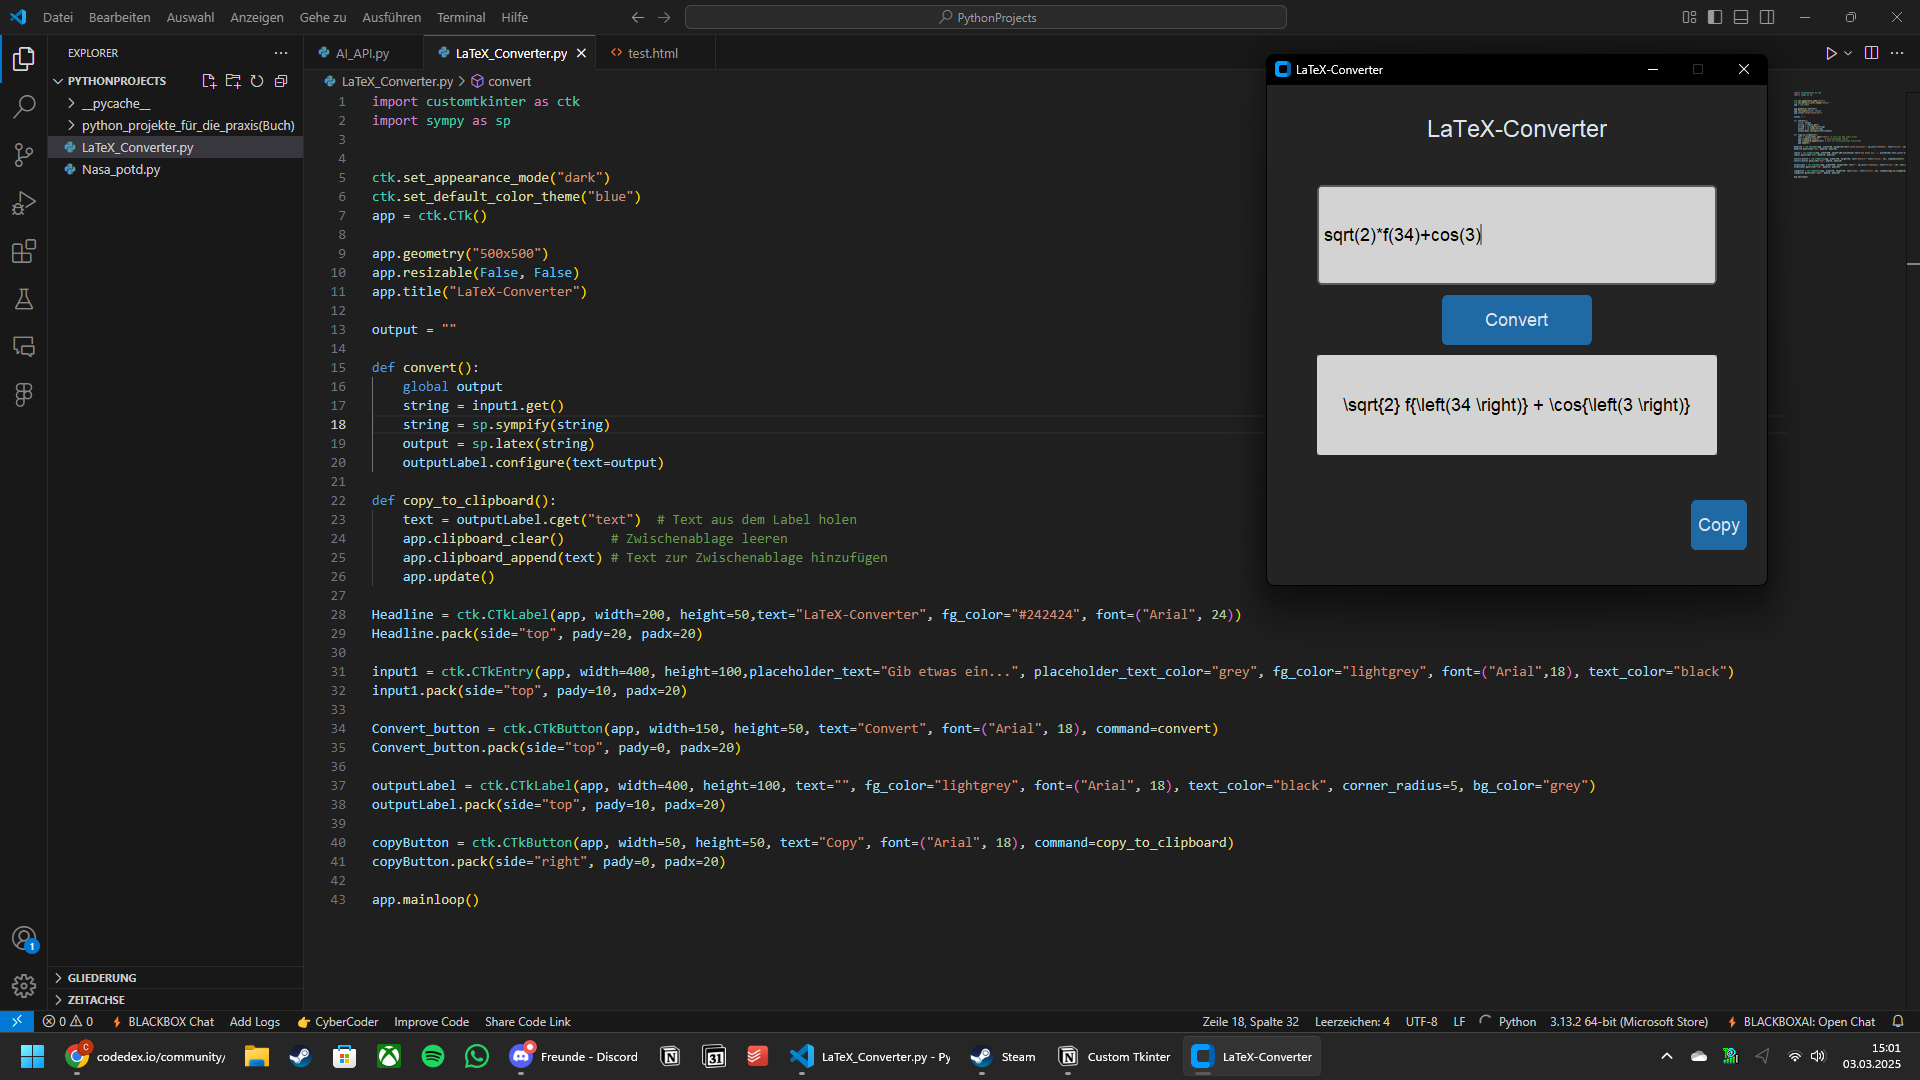 Datei Bearbeiten Auswahl Anzeigen Gehe zu Ausführen Terminal Hilfe
PythonProjects
EXPLORER
PYTHONPROJECTS
__pycache__
python_projekte_für_die_praxis(Buch)
LaTeX_Converter.py
Nasa_potd.py
GLIEDERUNG
ZEITACHSE
AI_API.py
LaTeX_Converter.py
test.html
LaTeX_Converter.py > convert
1 import customtkinter as ctk
2 import sympy as sp
3
4
5 ctk.set_appearance_mode("dark")
6 ctk.set_default_color_theme("blue")
7 app = ctk.CTk()
8
9 app.geometry("500x500")
10 app.resizable(False, False)
11 app.title("LaTeX-Converter")
12
13 output = ""
14
15 def convert():
16 global output
17 string = input1.get()
18 string = sp.sympify(string)
19 output = sp.latex(string)
20 outputLabel.configure(text=output)
21
22 def copy_to_clipboard():
23 text = outputLabel.cget("text")  # Text aus dem Label holen
24 app.clipboard_clear()      # Zwischenablage leeren
25 app.clipboard_append(text) # Text zur Zwischenablage hinzufügen
26 app.update()
27
28 Headline = ctk.CTkLabel(app, width=200, height=50,text="LaTeX-Converter", fg_color="#242424", font=("Arial", 24))
29 Headline.pack(side="top", pady=20, padx=20)
30
31 input1 = ctk.CTkEntry(app, width=400, height=100,placeholder_text="Gib etwas ein...", placeholder_text_color="grey", fg_color="lightgrey", font=("Arial",18), text_color="black")
32 input1.pack(side="top", pady=10, padx=20)
33
34 Convert_button = ctk.CTkButton(app, width=150, height=50, text="Convert", font=("Arial", 18), command=convert)
35 Convert_button.pack(side="top", pady=0, padx=20)
36
37 outputLabel = ctk.CTkLabel(app, width=400, height=100, text="", fg_color="lightgrey", font=("Arial", 18), text_color="black", corner_radius=5, bg_color="grey")
38 outputLabel.pack(side="top", pady=10, padx=20)
39
40 copyButton = ctk.CTkButton(app, width=50, height=50, text="Copy", font=("Arial", 18), command=copy_to_clipboard)
41 copyButton.pack(side="right", pady=0, padx=20)
42
43 app.mainloop()
LaTeX-Converter
LaTeX-Converter
sqrt(2)*f(34)+cos(3)
Convert
\sqrt{2} f{\left(34 \right)} + \cos{\left(3 \right)}
Copy
1
0 0 BLACKBOX Chat Add Logs CyberCoder Improve Code Share Code Link
Zeile 18, Spalte 32 Leerzeichen: 4 UTF-8 LF Python 3.13.2 64-bit (Microsoft Store) BLACKBOXAI: Open Chat
codedex.io/community/ Freunde - Discord 31 LaTeX_Converter.py - Py Steam Custom Tkinter LaTeX-Converter
15:01
03.03.2025